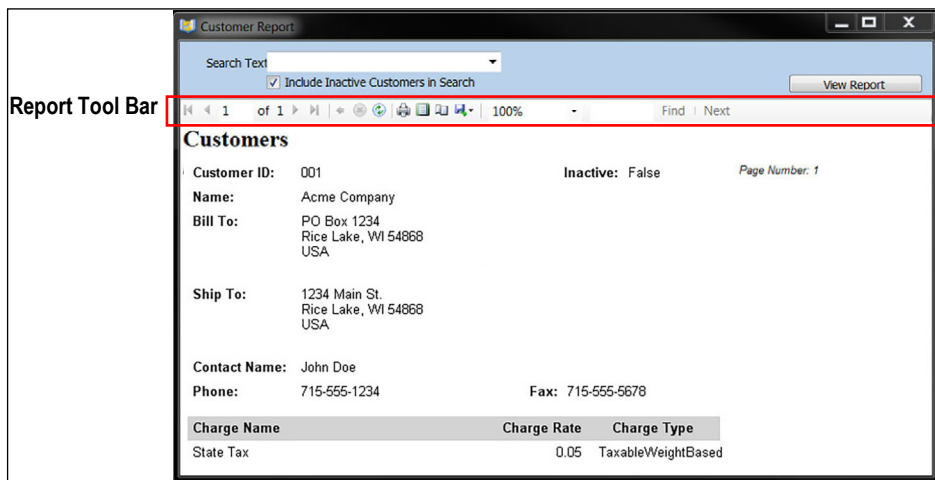 Customer Report
Search Text
Include Inactive Customers in Search
View Report
Report Tool Bar
1 of 1 100% Find | Next
Customers
Customer ID: 001 Inactive: False Page Number: 1
Name: Acme Company
Bill To: PO Box 1234
Rice Lake, WI 54868
USA
Ship To: 1234 Main St.
Rice Lake, WI 54868
USA
Contact Name: John Doe
Phone: 715-555-1234 Fax: 715-555-5678
Charge Name Charge Rate Charge Type
State Tax 0.05 TaxableWeightBased